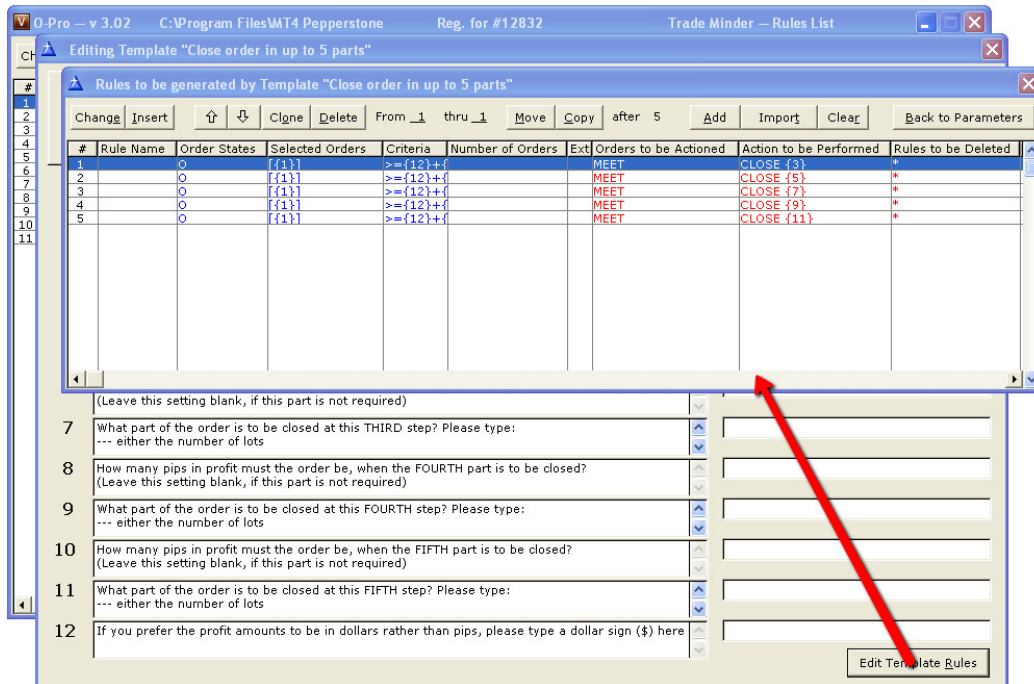 O-Pro — v 3.02 C:\Program Files\MT4 Pepperstone Reg. for #12832 Trade Minder — Rules List
Editing Template "Close order in up to 5 parts"
Rules to be generated by Template "Close order in up to 5 parts"
Change Insert Clone Delete From 1 thru 1 Move Copy after 5 Add Import Clear Back to Parameters
# Rule Name Order States Selected Orders Criteria Number of Orders Ext Orders to be Actioned Action to be Performed Rules to be Deleted
1 O [{1}] >={12}+{ MEET CLOSE {3} *
2 O [{1}] >={12}+{ MEET CLOSE {5} *
3 O [{1}] >={12}+{ MEET CLOSE {7} *
4 O [{1}] >={12}+{ MEET CLOSE {9} *
5 O [{1}] >={12}+{ MEET CLOSE {11} *
#
1
2
3
4
5
6
7
8
9
10
11
(Leave this setting blank, if this part is not required)
7 What part of the order is to be closed at this THIRD step? Please type:
--- either the number of lots
8 How many pips in profit must the order be, when the FOURTH part is to be closed?
(Leave this setting blank, if this part is not required)
9 What part of the order is to be closed at this FOURTH step? Please type:
--- either the number of lots
10 How many pips in profit must the order be, when the FIFTH part is to be closed?
(Leave this setting blank, if this part is not required)
11 What part of the order is to be closed at this FIFTH step? Please type:
--- either the number of lots
12 If you prefer the profit amounts to be in dollars rather than pips, please type a dollar sign ($) here
Edit Template Rules